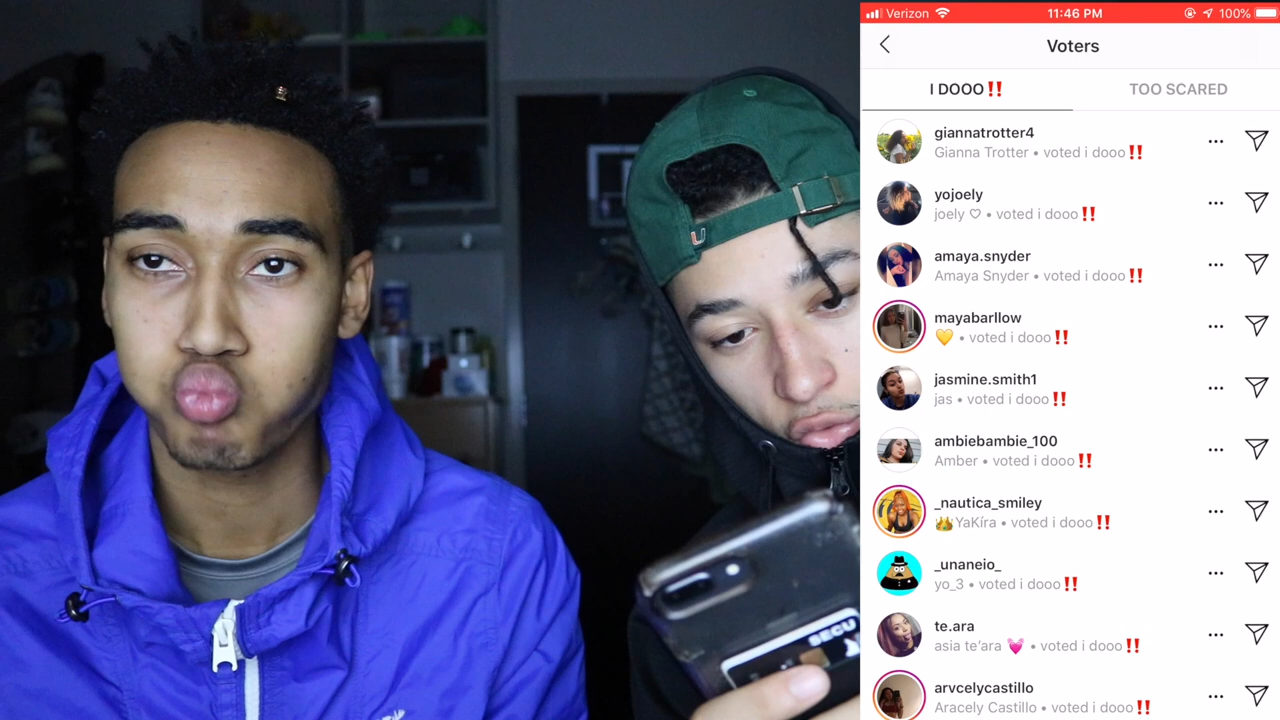 Verizon 11:46 PM 100%
Voters
I DOOO‼️ TOO SCARED
giannatrotter4
Gianna Trotter • voted i dooo‼️
yojoely
joely ♡ • voted i dooo‼️
amaya.snyder
Amaya Snyder • voted i dooo‼️
mayabarllow
💛 • voted i dooo‼️
jasmine.smith1
jas • voted i dooo‼️
ambiebambie_100
Amber • voted i dooo‼️
_nautica_smiley
👑YaKíra • voted i dooo‼️
_unaneio_
yo_3 • voted i dooo‼️
te.ara
asia te'ara 💓 • voted i dooo‼️
arvcelycastillo
Aracely Castillo • voted i dooo‼️
U
SECU